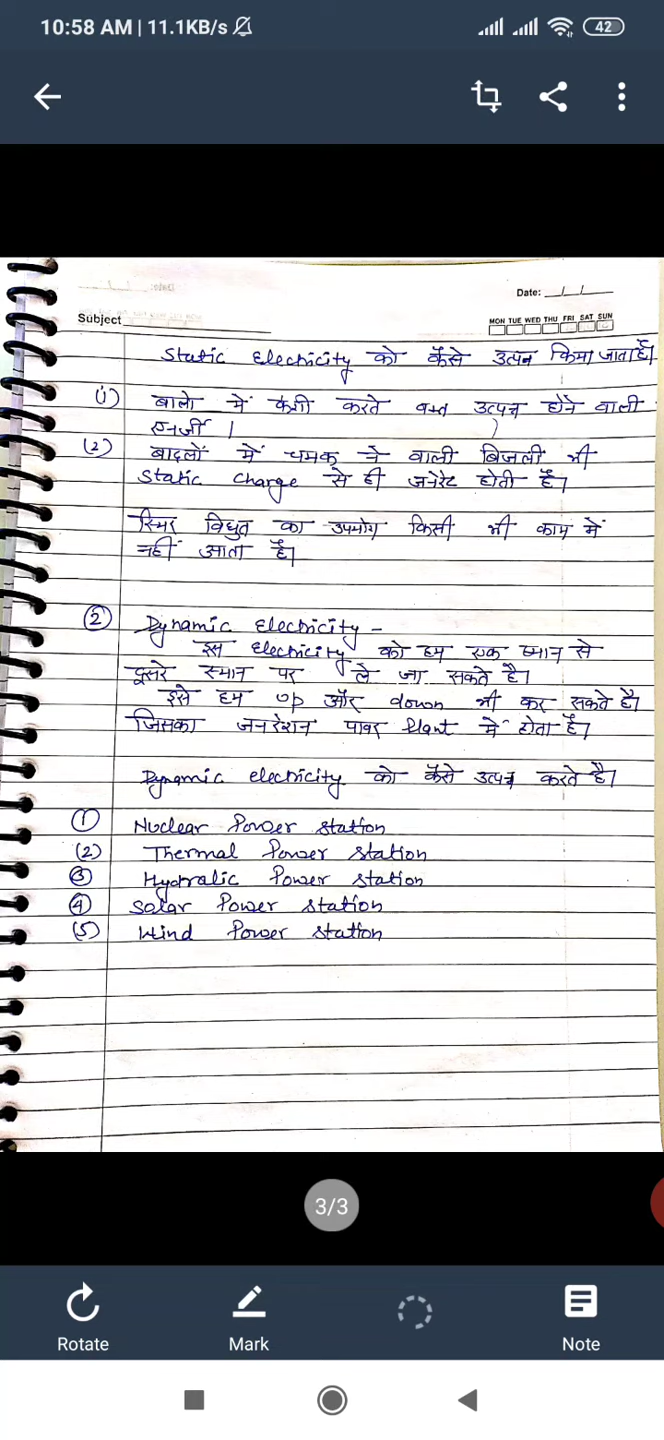 10:58 AM | 11.1KB/s
42
Date: __/__/__
Subject
MON TUE WED THU FRI SAT SUN
Static Electricity को कैसे उत्पन्न किया जाता है।
(1) बालो में कंगी करते वक्त उत्पन्न होने वाली
एनर्जी।
(2) बादलों में चमकने वाली बिजली भी
Static charge से ही जनरेट होती है।
स्थिर विधुत का उपयोग किसी भी काम में
नहीं आता है।
(2) Dynamic Electricity -
इस Electricity को हम एक स्थान से
दूसरे स्थान पर ले जा सकते है।
इसे हम up और down भी कर सकते है।
जिसका जनरेशन पावर Plant में होता है।
Dynamic electricity को कैसे उत्पन्न करते है।
(1) Nuclear Power station
(2) Thermal Power station
(3) Hydralic Power station
(4) Solar Power station
(5) Wind Power station
3/3
Rotate Mark Note